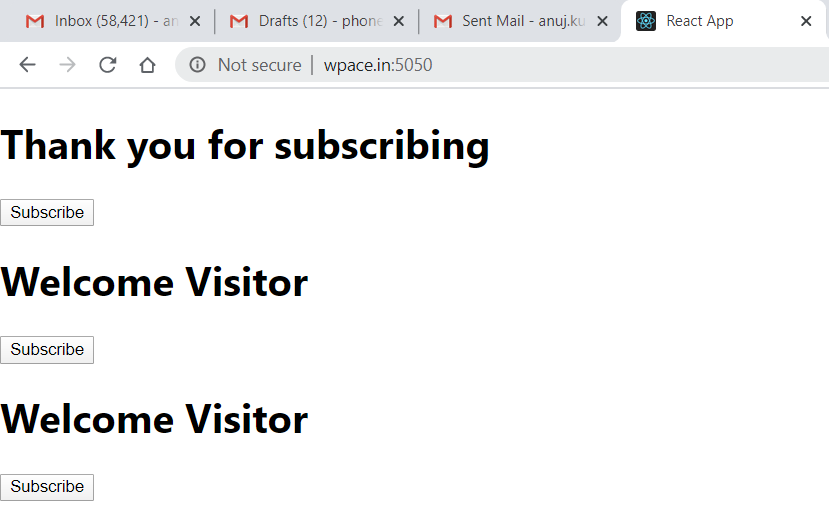 Inbox (58,421) - an
Drafts (12) - phone
Sent Mail - anuj.ku
React App
Not secure
wpace.in:5050
Thank you for subscribing
Subscribe
Welcome Visitor
Subscribe
Welcome Visitor
Subscribe